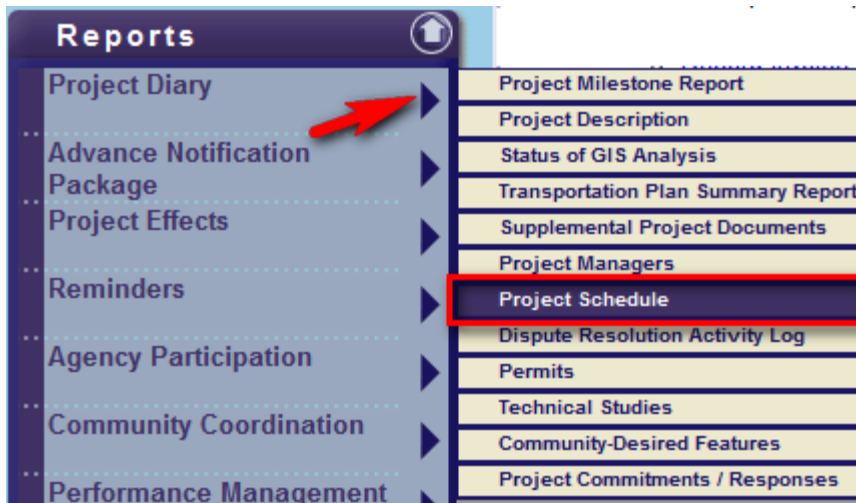 Reports
Project Diary
Advance Notification
Package
Project Effects
Reminders
Agency Participation
Community Coordination
Performance Management
Project Milestone Report
Project Description
Status of GIS Analysis
Transportation Plan Summary Report
Supplemental Project Documents
Project Managers
Project Schedule
Dispute Resolution Activity Log
Permits
Technical Studies
Community-Desired Features
Project Commitments / Responses